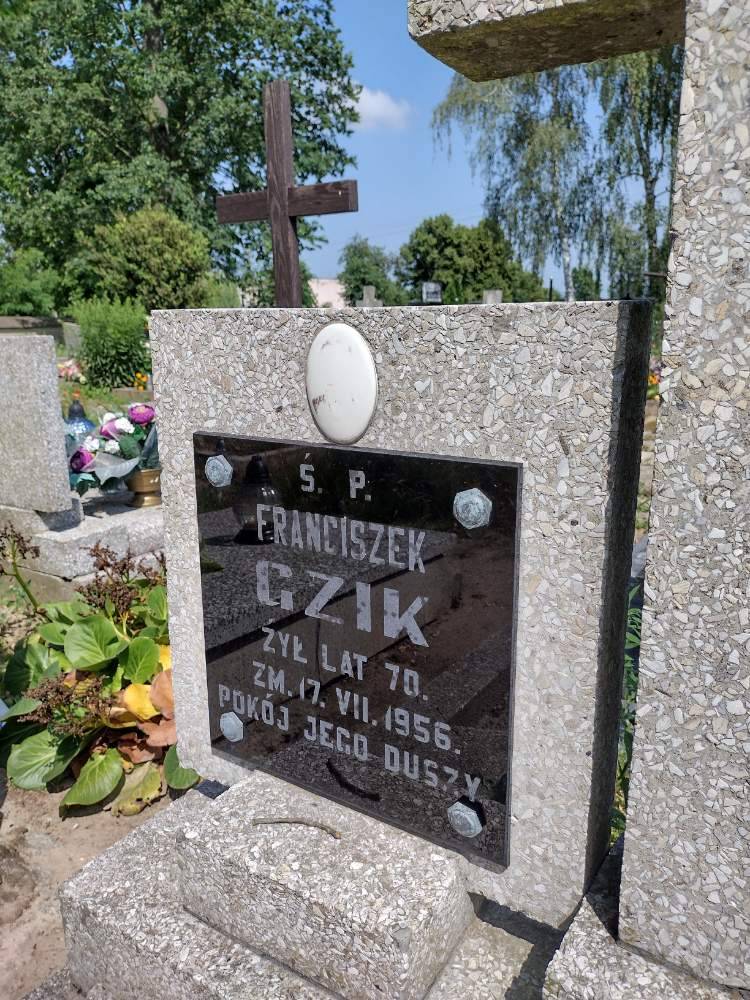 Ś. P.
FRANCISZEK
CZIK
ŻYŁ LAT 70.
ZM. 17. VII. 1956.
POKÓJ JEGO DUSZY